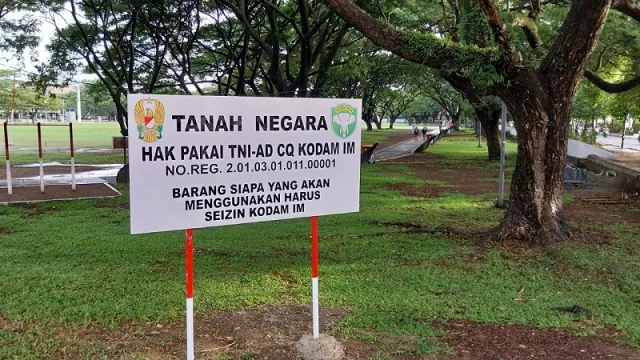 TANAH NEGARA
HAK PAKAI TNI-AD CQ KODAM IM
NO.REG. 2.01.03.01.011.00001
BARANG SIAPA YANG AKAN
MENGGUNAKAN HARUS
SEIZIN KODAM IM